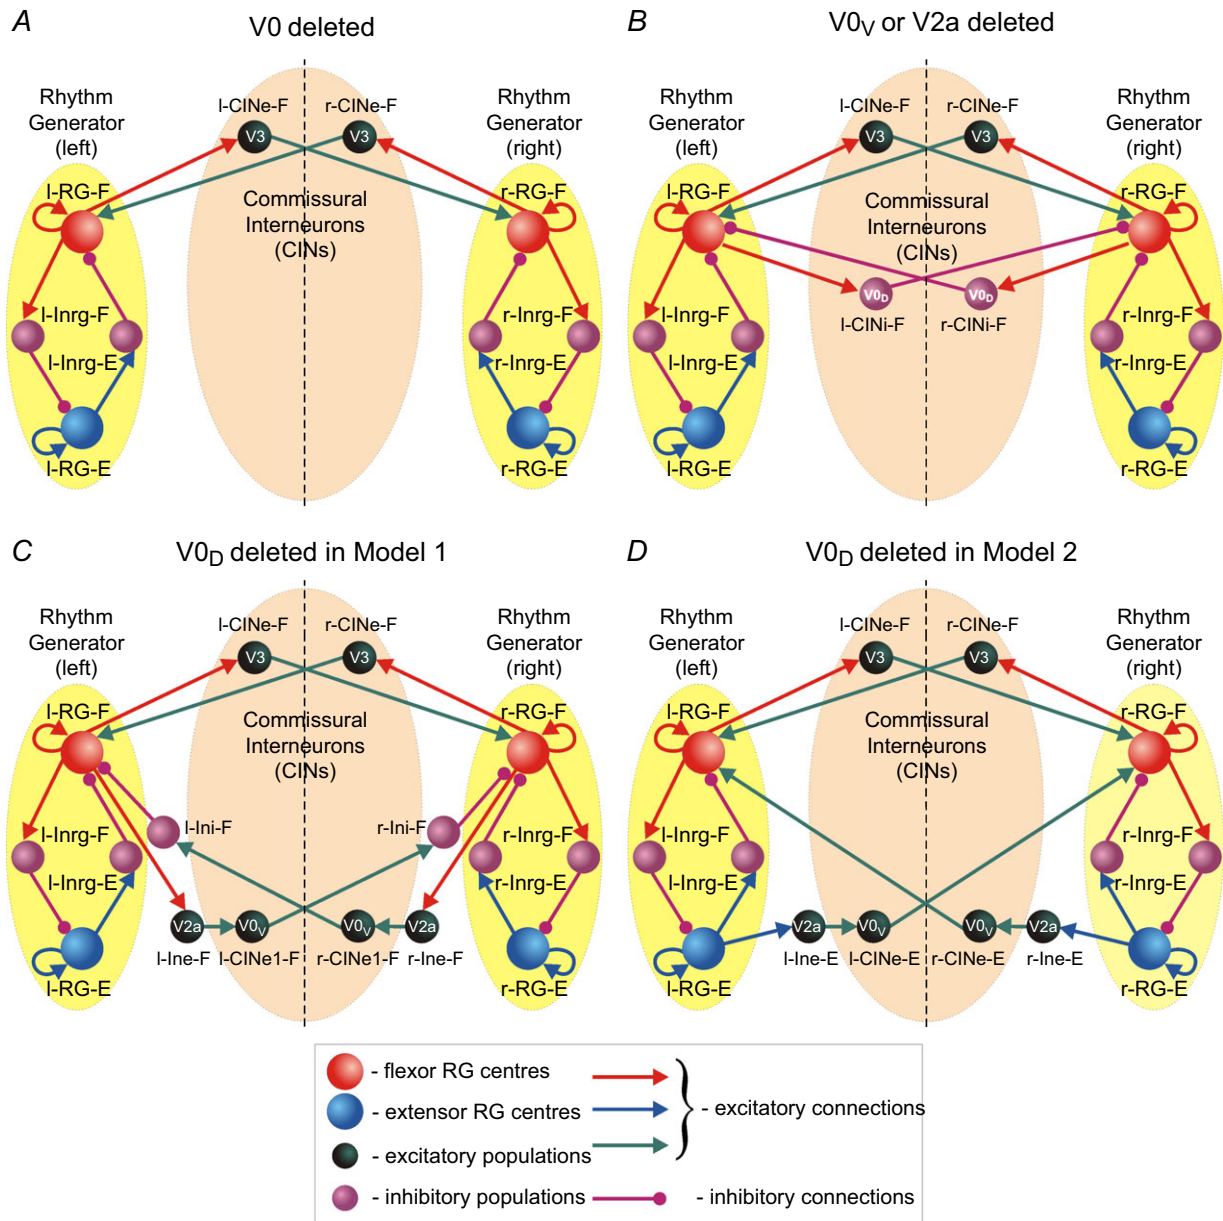 A
V0 deleted
l-CINe-F
r-CINe-F
Rhythm
Generator
(left)
Rhythm
Generator
(right)
V3
V3
Commissural
Interneurons
(CINs)
l-RG-F
r-RG-F
l-Inrg-F
r-Inrg-F
l-Inrg-E
r-Inrg-E
l-RG-E
r-RG-E
B
V0V or V2a deleted
l-CINe-F
r-CINe-F
Rhythm
Generator
(left)
Rhythm
Generator
(right)
V3
V3
Commissural
Interneurons
(CINs)
l-RG-F
r-RG-F
V0D
V0D
l-CINi-F
r-CINi-F
l-Inrg-F
r-Inrg-F
l-Inrg-E
r-Inrg-E
l-RG-E
r-RG-E
C
V0D deleted in Model 1
l-CINe-F
r-CINe-F
Rhythm
Generator
(left)
Rhythm
Generator
(right)
V3
V3
Commissural
Interneurons
(CINs)
l-RG-F
r-RG-F
l-Ini-F
r-Ini-F
l-Inrg-F
r-Inrg-F
l-Inrg-E
r-Inrg-E
V2a
V0V
V0V
V2a
l-Ine-F
l-CINe1-F
r-CINe1-F
r-Ine-F
l-RG-E
r-RG-E
D
V0D deleted in Model 2
l-CINe-F
r-CINe-F
Rhythm
Generator
(left)
Rhythm
Generator
(right)
V3
V3
Commissural
Interneurons
(CINs)
l-RG-F
r-RG-F
l-Inrg-F
r-Inrg-F
l-Inrg-E
r-Inrg-E
V2a
V0V
V0V
V2a
l-Ine-E
l-CINe-E
r-CINe-E
r-Ine-E
l-RG-E
r-RG-E
- flexor RG centres
- extensor RG centres
- excitatory connections
- excitatory populations
- inhibitory populations
- inhibitory connections